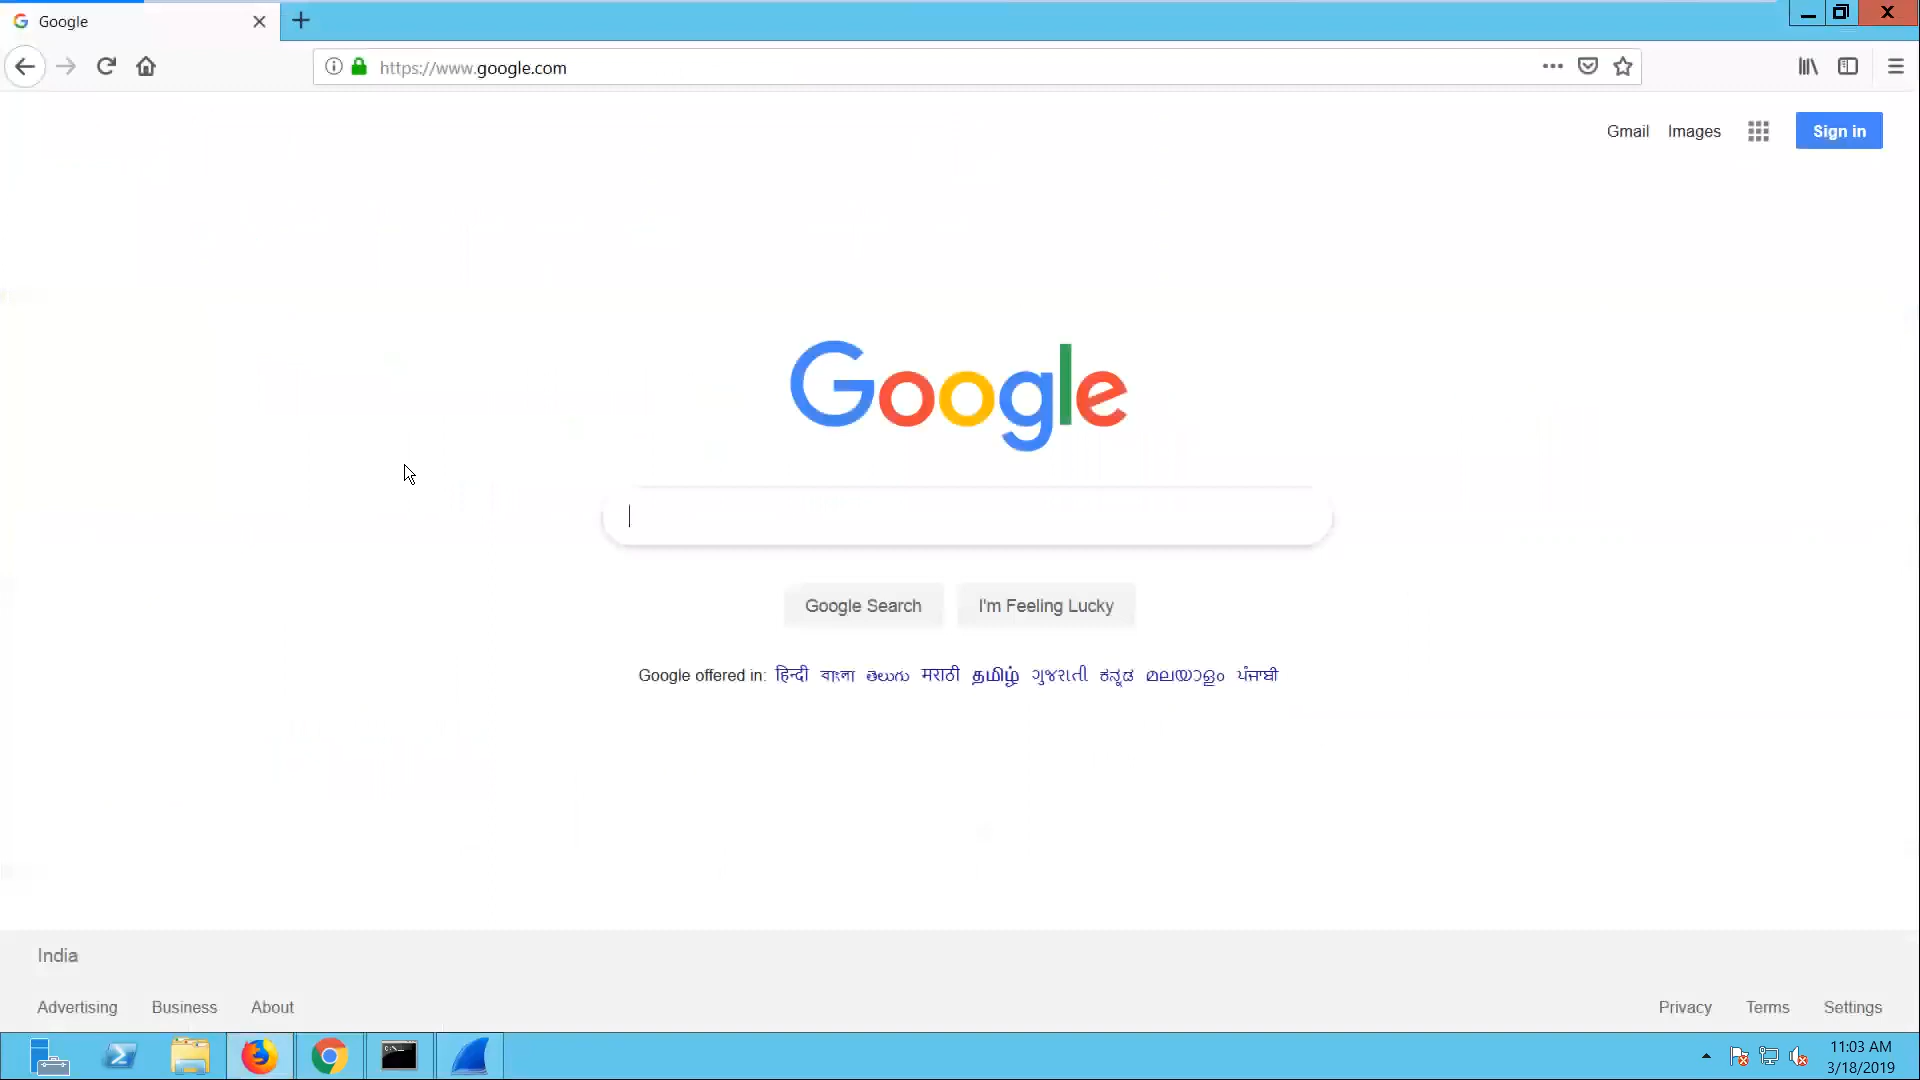 Google
https://www.google.com
Gmail Images Sign in
Google
Google Search I'm Feeling Lucky
Google offered in: हिन्दी বাংলা తెలుగు मराठी தமிழ் ગુજરાતી ಕನ್ನಡ മലയാളം ਪੰਜਾਬੀ
India
Advertising Business About Privacy Terms Settings
11:03 AM
3/18/2019